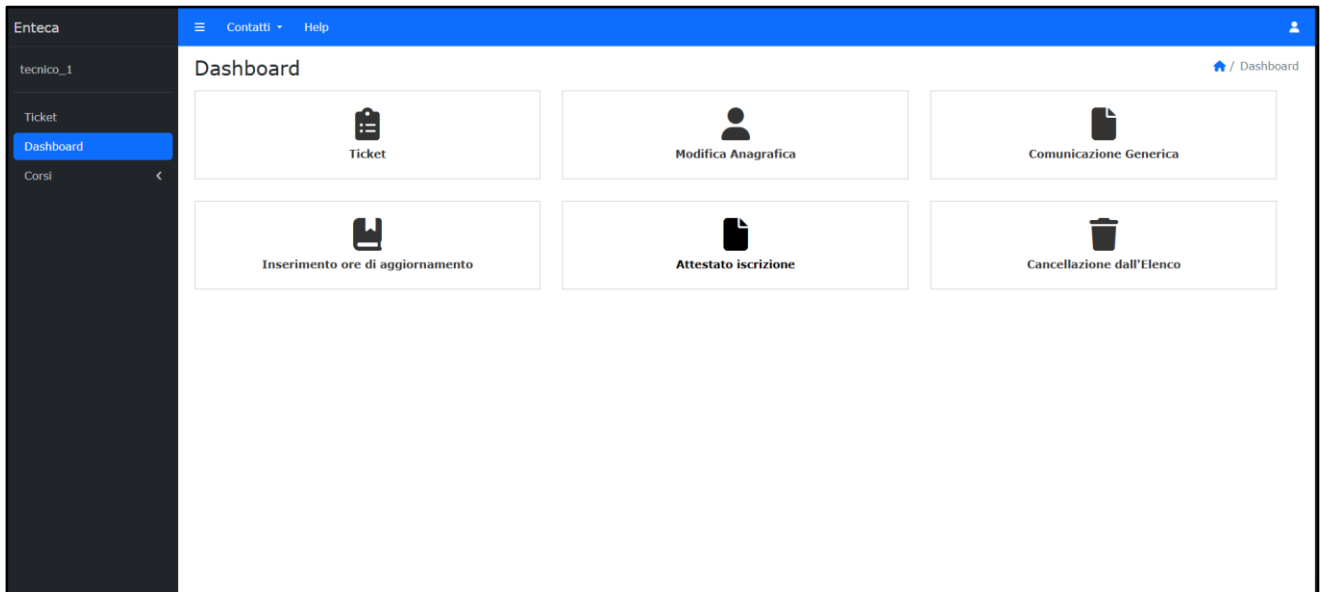 Enteca
Contatti Help
tecnico_1
Dashboard
/ Dashboard
Ticket
Dashboard
Corsi
Ticket
Modifica Anagrafica
Comunicazione Generica
Inserimento ore di aggiornamento
Attestato iscrizione
Cancellazione dall'Elenco